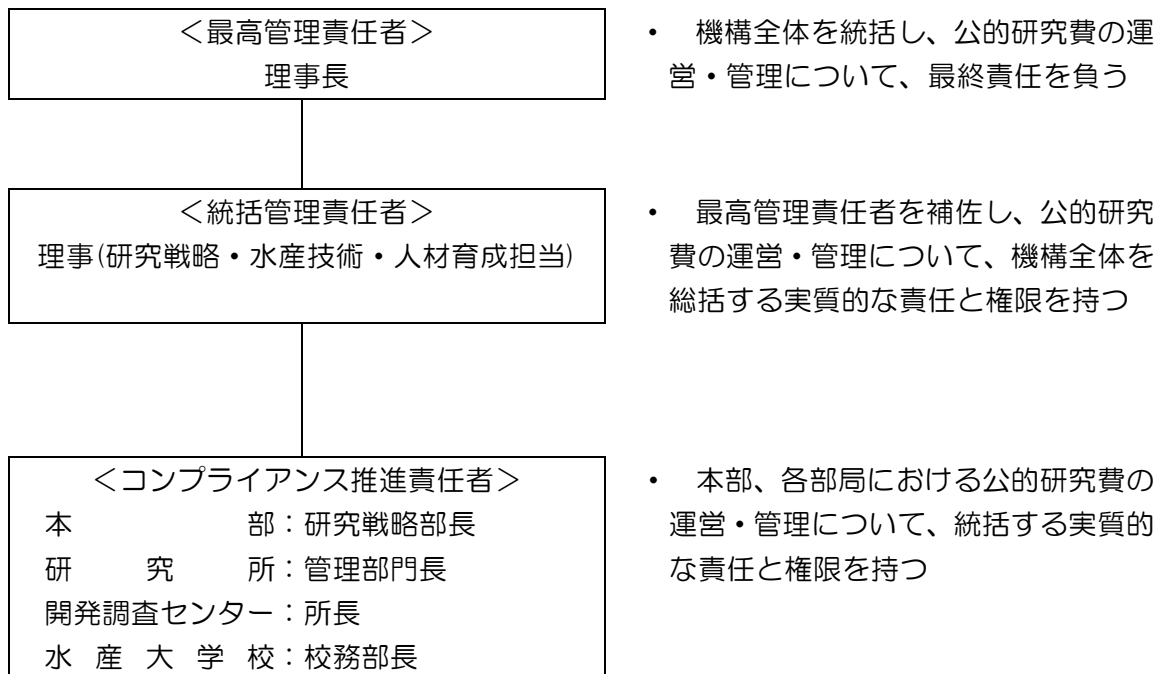 ＜最高管理責任者＞
理事長
・ 機構全体を統括し、公的研究費の運
営・管理について、最終責任を負う
＜統括管理責任者＞
理事(研究戦略・水産技術・人材育成担当)
・ 最高管理責任者を補佐し、公的研究
費の運営・管理について、機構全体を
総括する実質的な責任と権限を持つ
＜コンプライアンス推進責任者＞
本 部：研究戦略部長
研 究 所：管理部門長
開発調査センター：所長
水 産 大 学 校：校務部長
・ 本部、各部局における公的研究費の
運営・管理について、統括する実質的
な責任と権限を持つ